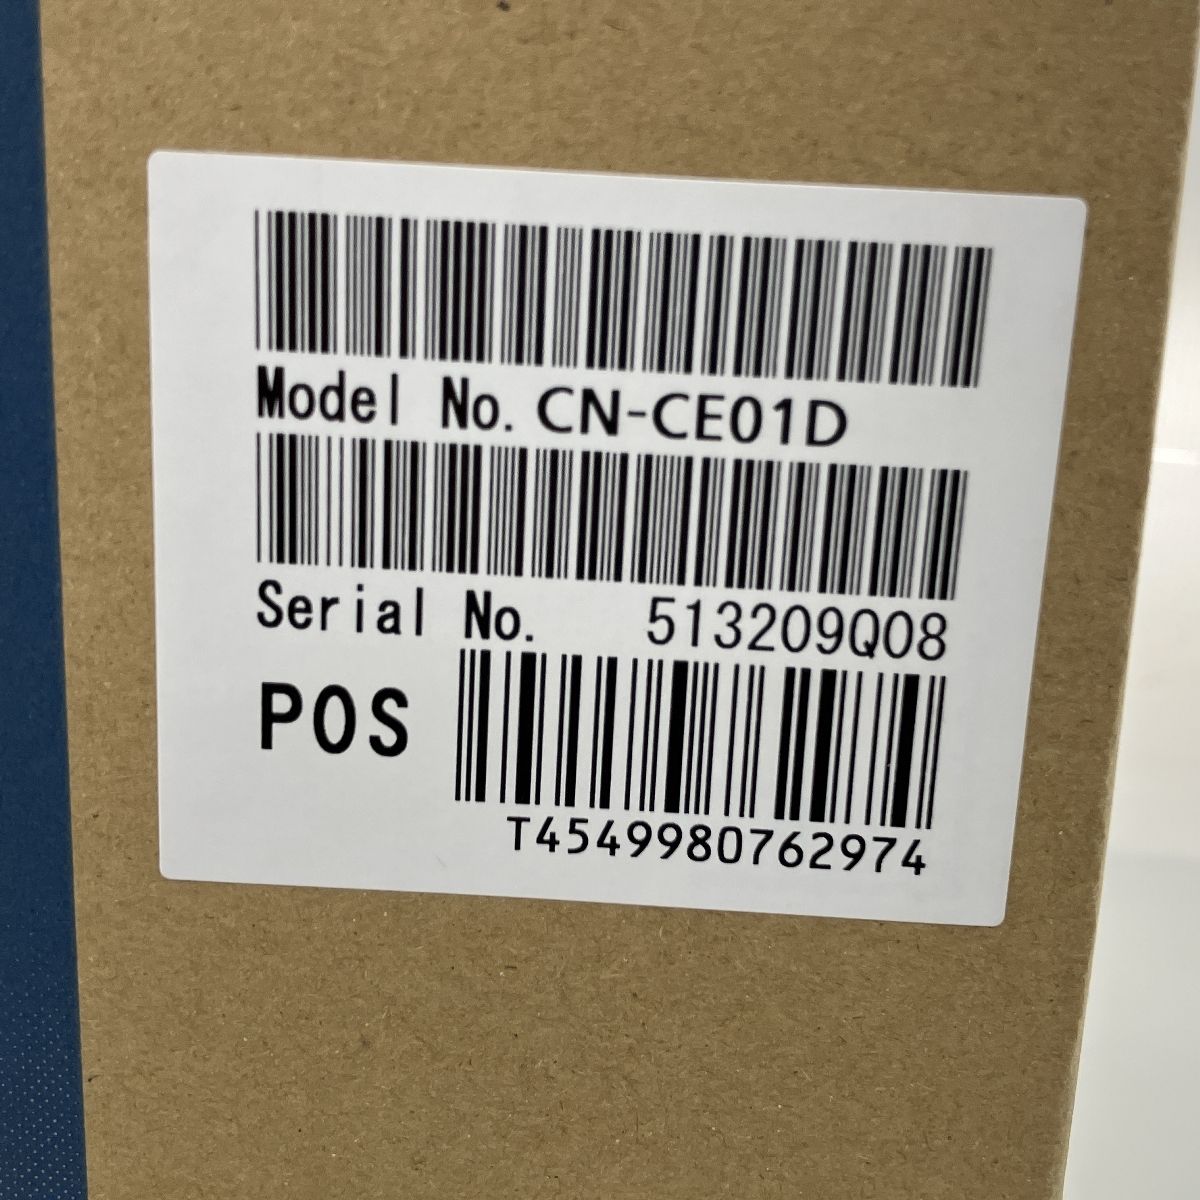 Model No. CN-CE01D
Serial No. 513209Q08
POS
T4549980762974